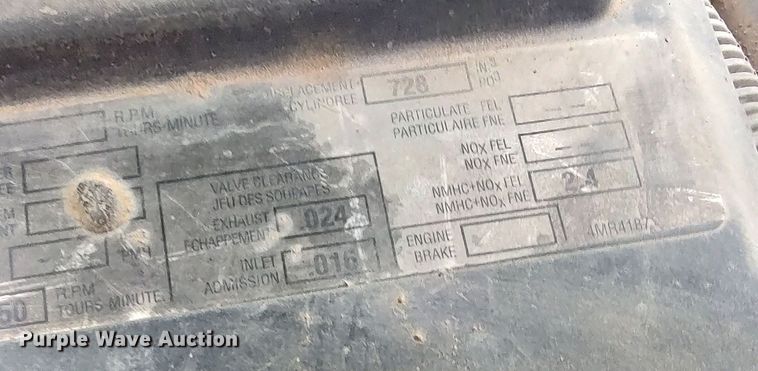 DISPLACEMENT 728 IN3
CYLINDREE PO3
R.P.M.
TOURS-MINUTE
PARTICULATE FEL - -
PARTICULAIRE FNE
NOX FEL - -
NOX FNE
NMHC+NOX FEL 2.4
NMHC+NOX FNE
VALVE CLEARANCE
JEU DES SOUPAPES
EXHAUST .024
ECHAPPEMENT
INLET .016
ADMISSION
ENGINE
BRAKE
4MR4187
R.P.M.
TOURS-MINUTE
Purple Wave Auction